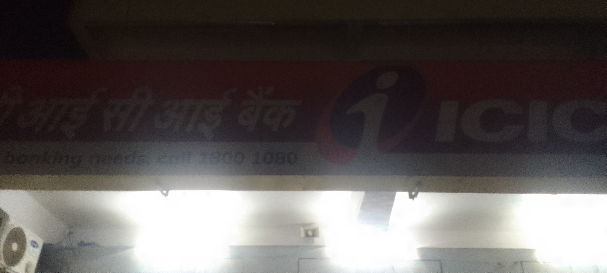 आई सी आई बैंक ICIC
banking needs, call 1800 1080